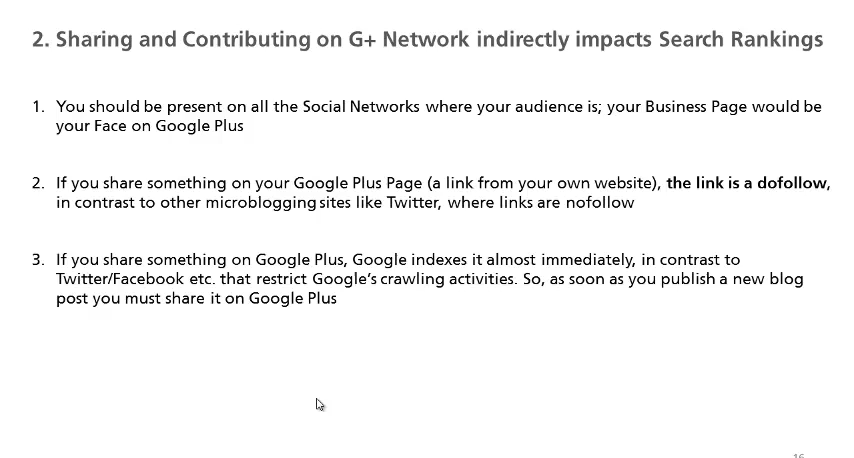 2. Sharing and Contributing on G+ Network indirectly impacts Search Rankings
1. You should be present on all the Social Networks where your audience is; your Business Page would be
your Face on Google Plus
2. If you share something on your Google Plus Page (a link from your own website), the link is a dofollow,
in contrast to other microblogging sites like Twitter, where links are nofollow
3. If you share something on Google Plus, Google indexes it almost immediately, in contrast to
Twitter/Facebook etc. that restrict Google's crawling activities. So, as soon as you publish a new blog
post you must share it on Google Plus
16